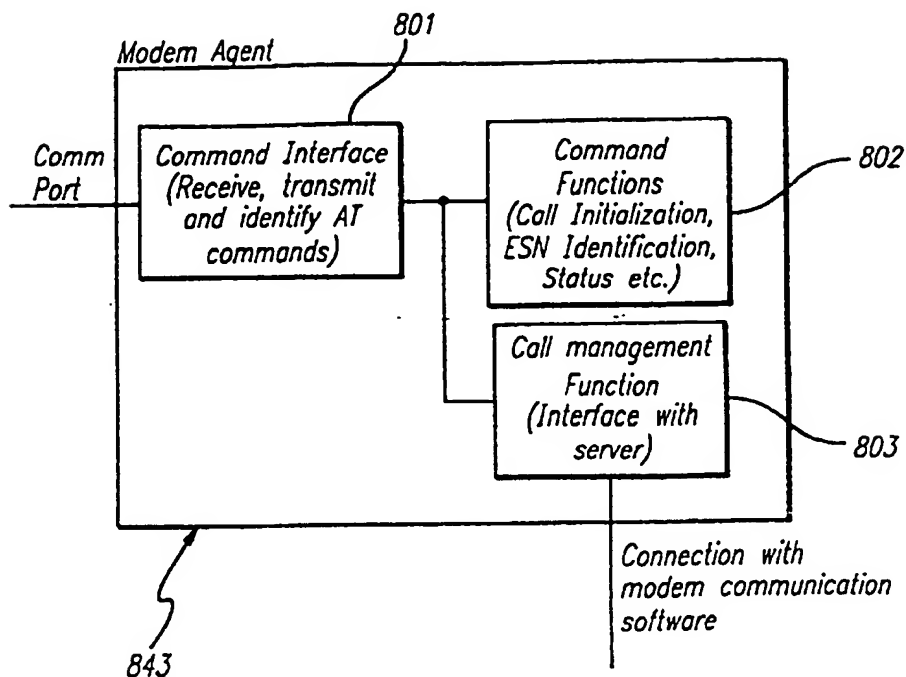 801
Modem Agent
Comm
Port
Command Interface
(Receive, transmit
and identify AT
commands)
Command
Functions
(Call Initialization,
ESN Identification,
Status etc.)
802
Call management
Function
(Interface with
server)
803
Connection with
modem communication
software
843